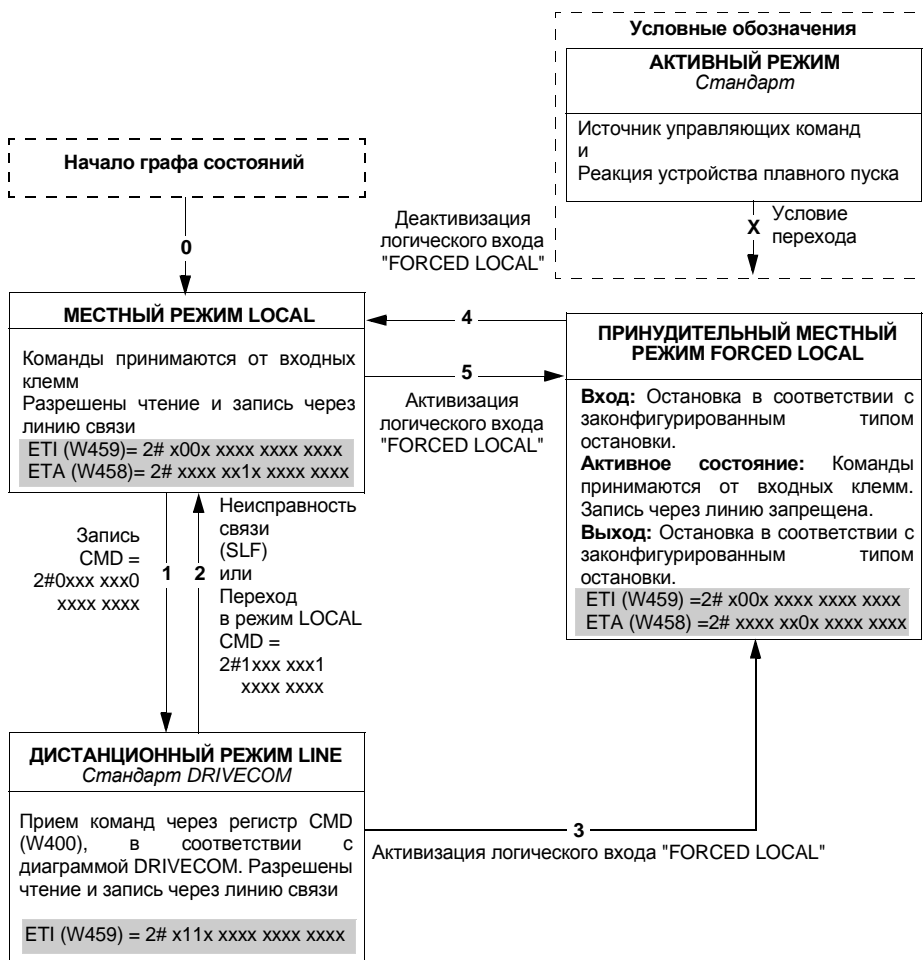 Условные обозначения
АКТИВНЫЙ РЕЖИМ
Стандарт
Источник управляющих команд
и
Реакция устройства плавного пуска
X
Условие
перехода
Начало графа состояний
0
Деактивизация
логического входа
"FORCED LOCAL"
4
5
Активизация
логического входа
"FORCED LOCAL"
МЕСТНЫЙ РЕЖИМ LOCAL
Команды принимаются от входных
клемм
Разрешены чтение и запись через
линию связи
ETI (W459)= 2# x00x xxxx xxxx xxxx
ETA (W458)= 2# xxxx xx1x xxxx xxxx
ПРИНУДИТЕЛЬНЫЙ МЕСТНЫЙ
РЕЖИМ FORCED LOCAL
Вход: Остановка в соответствии с
законфигурированным типом
остановки.
Активное состояние: Команды
принимаются от входных клемм.
Запись через линию запрещена.
Выход: Остановка в соответствии с
законфигурированным типом
остановки.
ETI (W459) =2# x00x xxxx xxxx xxxx
ETA (W458) =2# xxxx xx0x xxxx xxxx
Запись
CMD =
2#0xxx xxx0
xxxx xxxx
1
2
Неисправность
связи
(SLF)
или
Переход
в режим LOCAL
CMD =
2#1xxx xxx1
xxxx xxxx
ДИСТАНЦИОННЫЙ РЕЖИМ LINE
Стандарт DRIVECOM
Прием команд через регистр CMD
(W400), в соответствии с
диаграммой DRIVECOM. Разрешены
чтение и запись через линию связи
ETI (W459) = 2# x11x xxxx xxxx xxxx
3
Активизация логического входа "FORCED LOCAL"